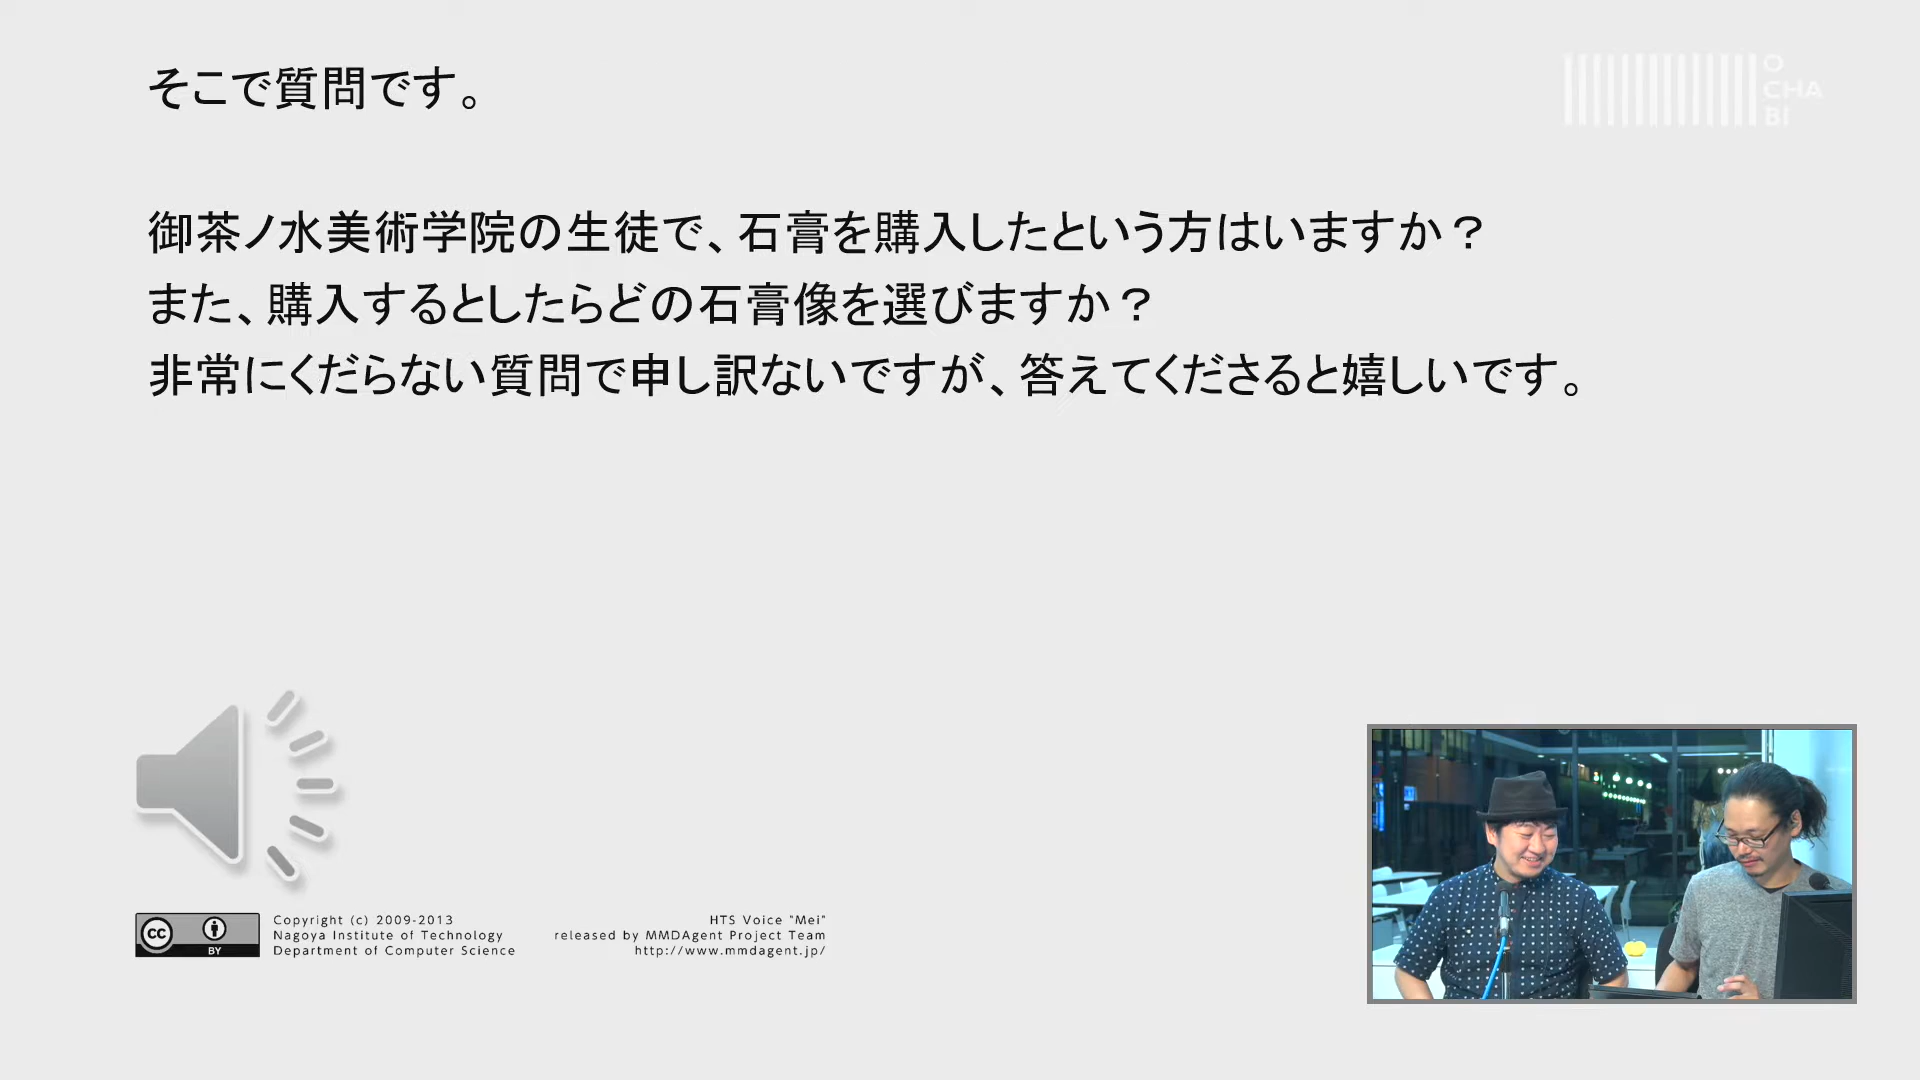 そこで質問です。
O
CHA
BI
御茶ノ水美術学院の生徒で、石膏を購入したという方はいますか？
また、購入するとしたらどの石膏像を選びますか？
非常にくだらない質問で申し訳ないですが、答えてくださると嬉しいです。
cc
BY
Copyright (c) 2009-2013
Nagoya Institute of Technology
Department of Computer Science
HTS Voice "Mei"
released by MMDAgent Project Team
http://www.mmdagent.jp/